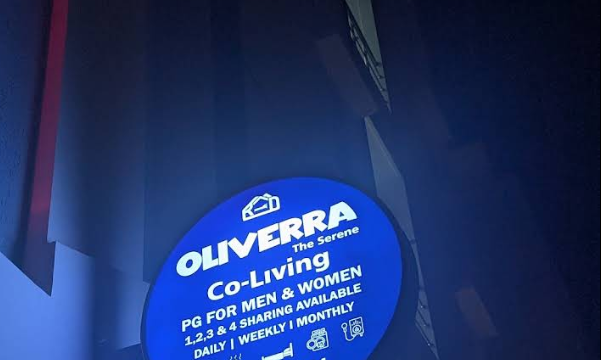 OLIVERRA
The Serene
Co-Living
PG FOR MEN & WOMEN
1,2,3 & 4 SHARING AVAILABLE
DAILY | WEEKLY | MONTHLY